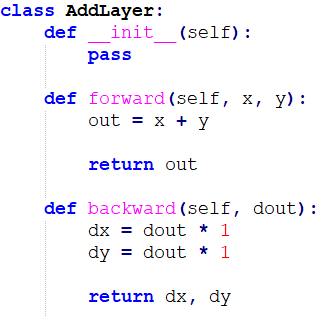 class AddLayer:
    def __init__(self):
        pass

    def forward(self, x, y):
        out = x + y

        return out

    def backward(self, dout):
        dx = dout * 1
        dy = dout * 1

        return dx, dy